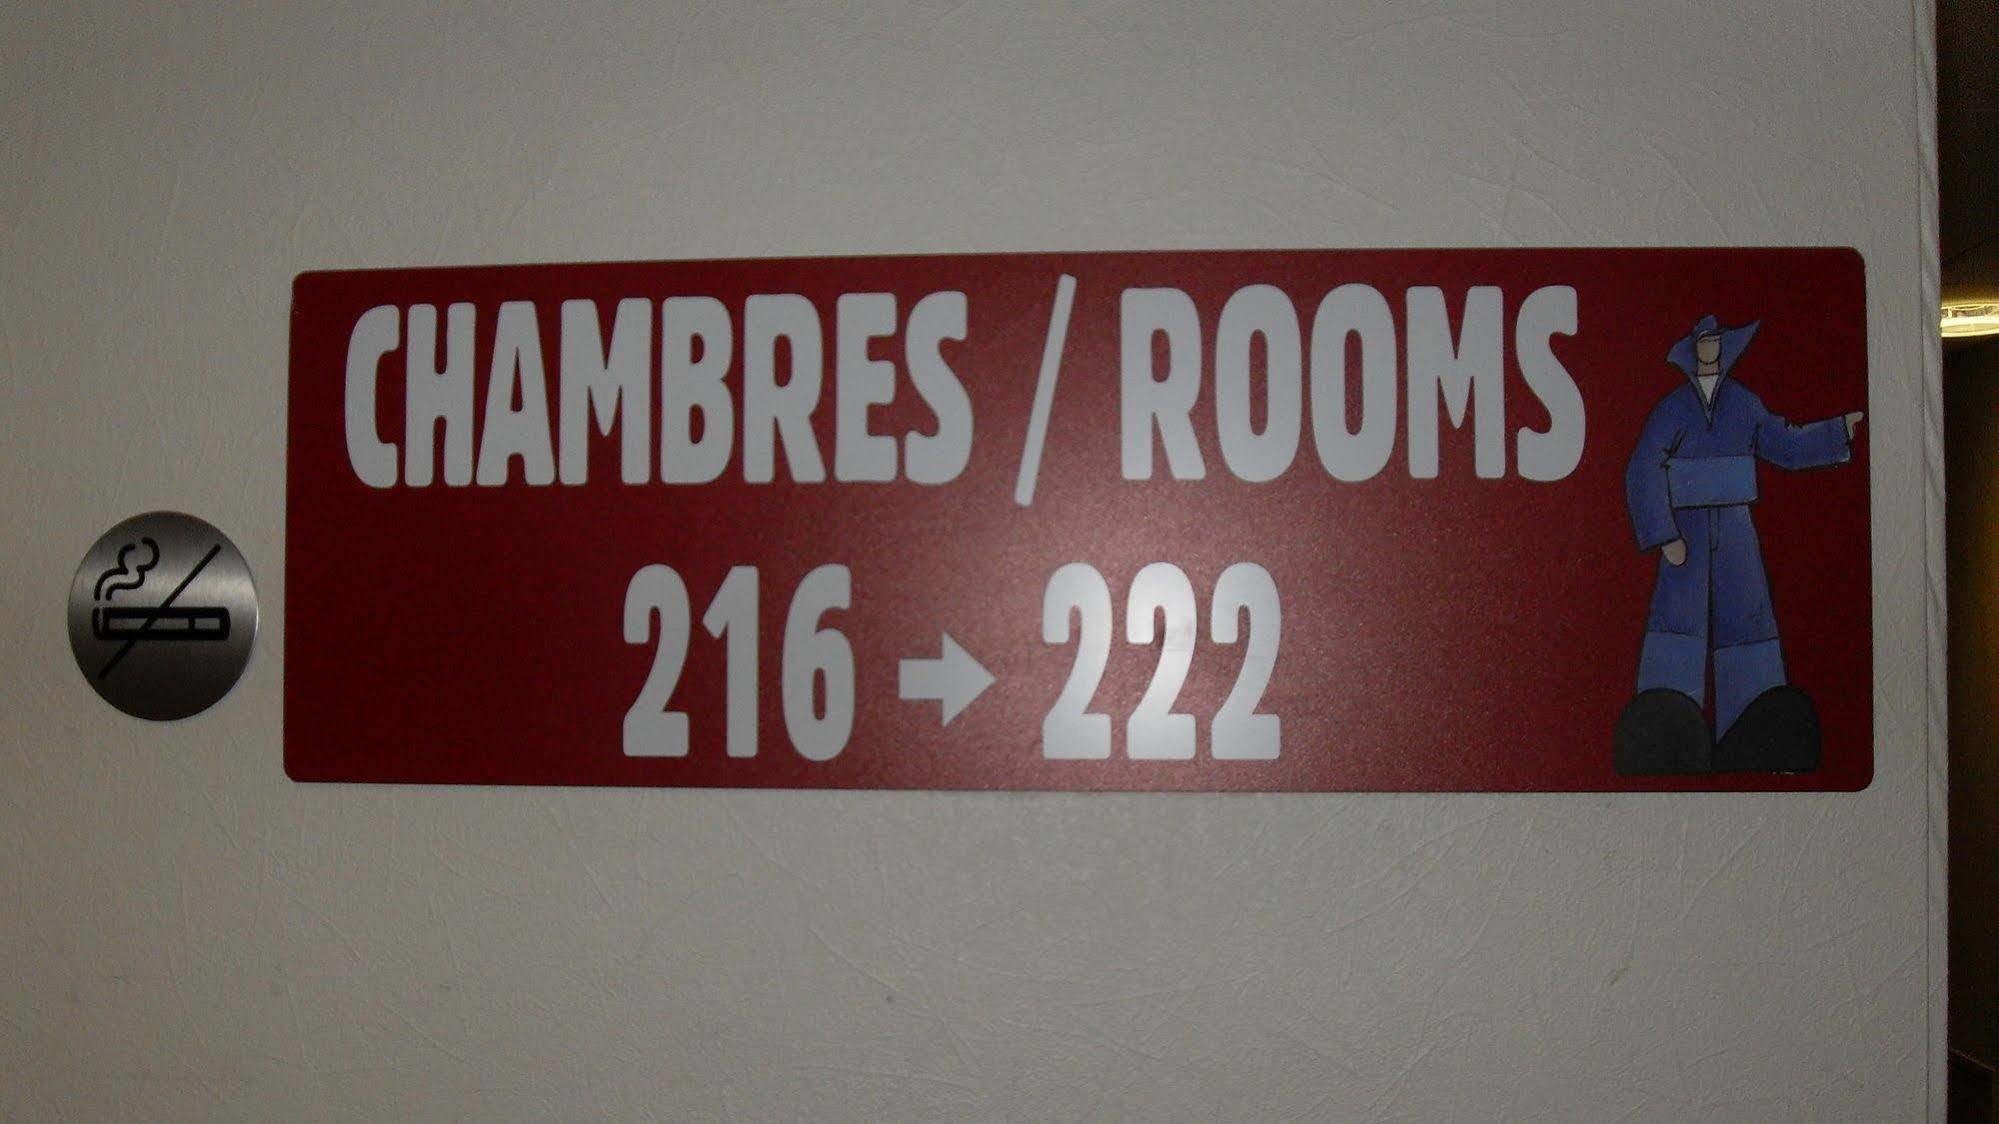 CHAMBRES / ROOMS
216 → 222